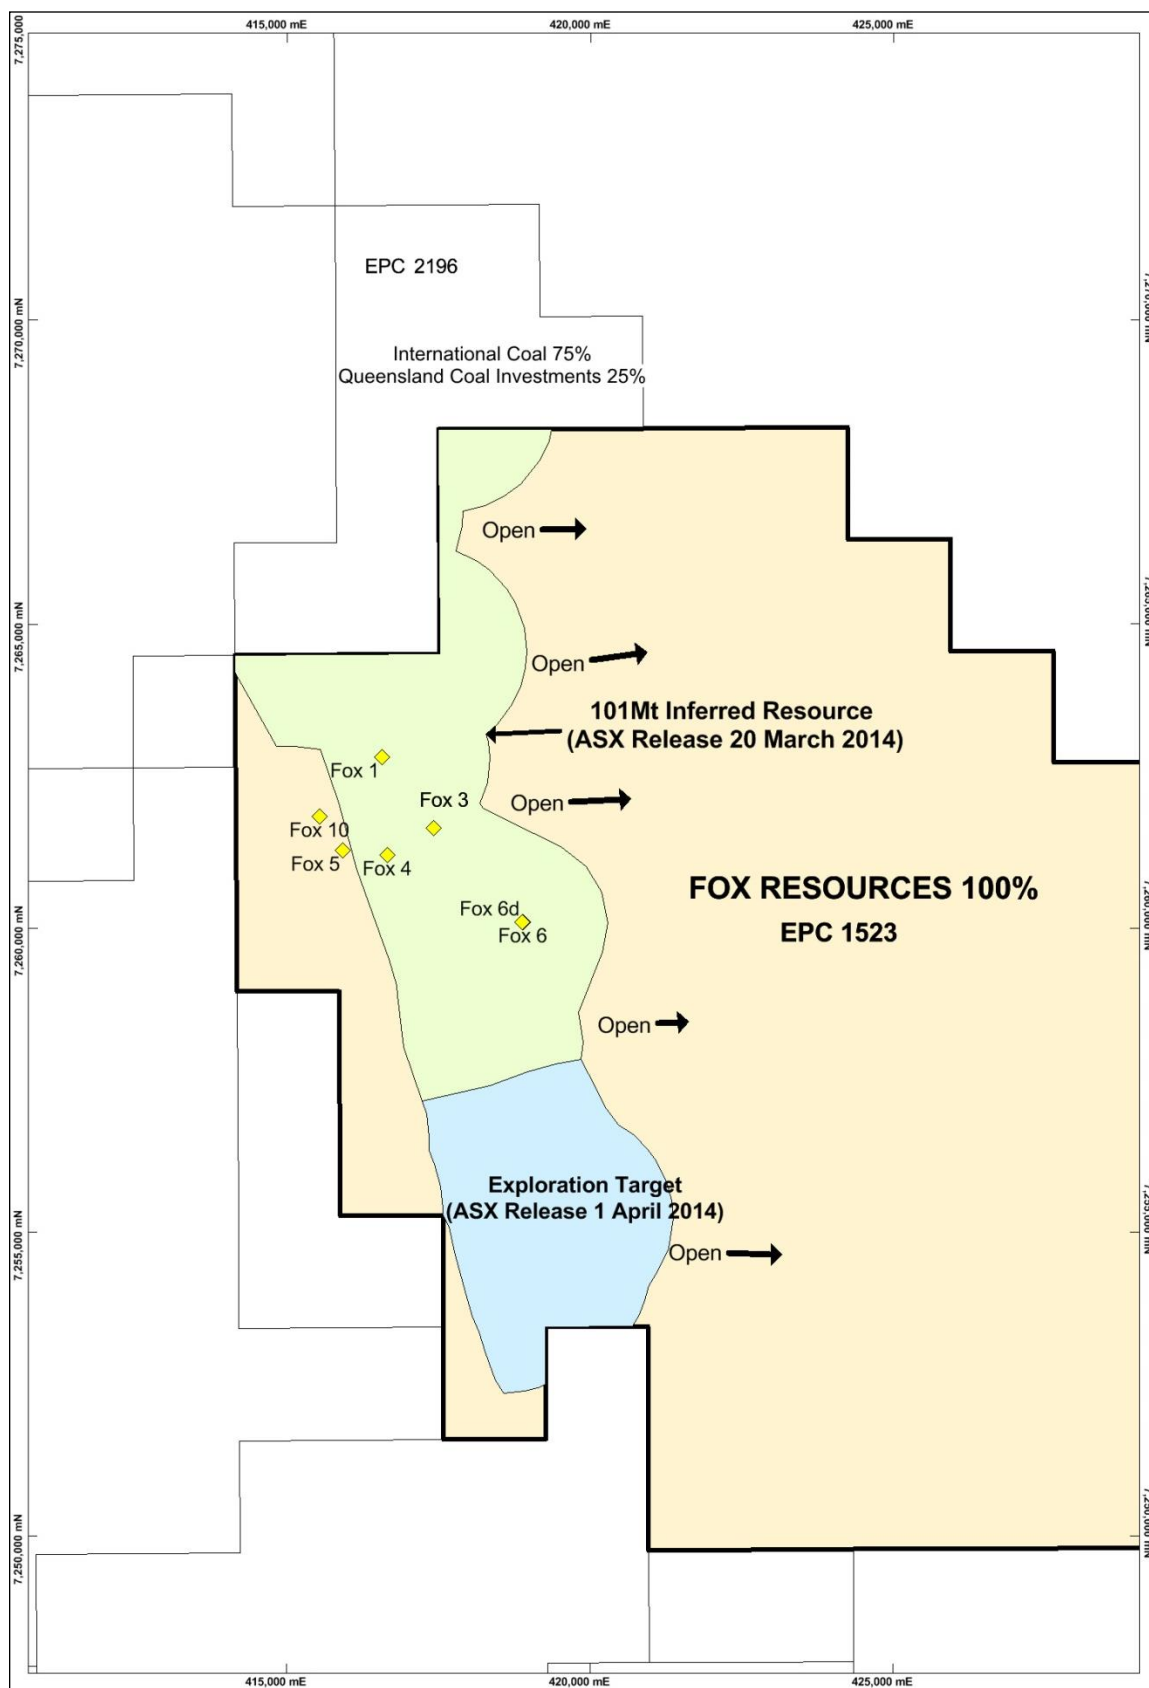 415,000 mE
420,000 mE
425,000 mE
7,275,000 mN
EPC 2196
7,270,000 mN
International Coal 75%
Queensland Coal Investments 25%
Open
7,265,000 mN
Open
101Mt Inferred Resource
(ASX Release 20 March 2014)
Fox 1
Fox 3
Open
Fox 10
Fox 5
Fox 4
FOX RESOURCES 100%
EPC 1523
Fox 6d
Fox 6
7,260,000 mN
Open
Exploration Target
(ASX Release 1 April 2014)
7,255,000 mN
Open
7,250,000 mN
415,000 mE
420,000 mE
425,000 mE